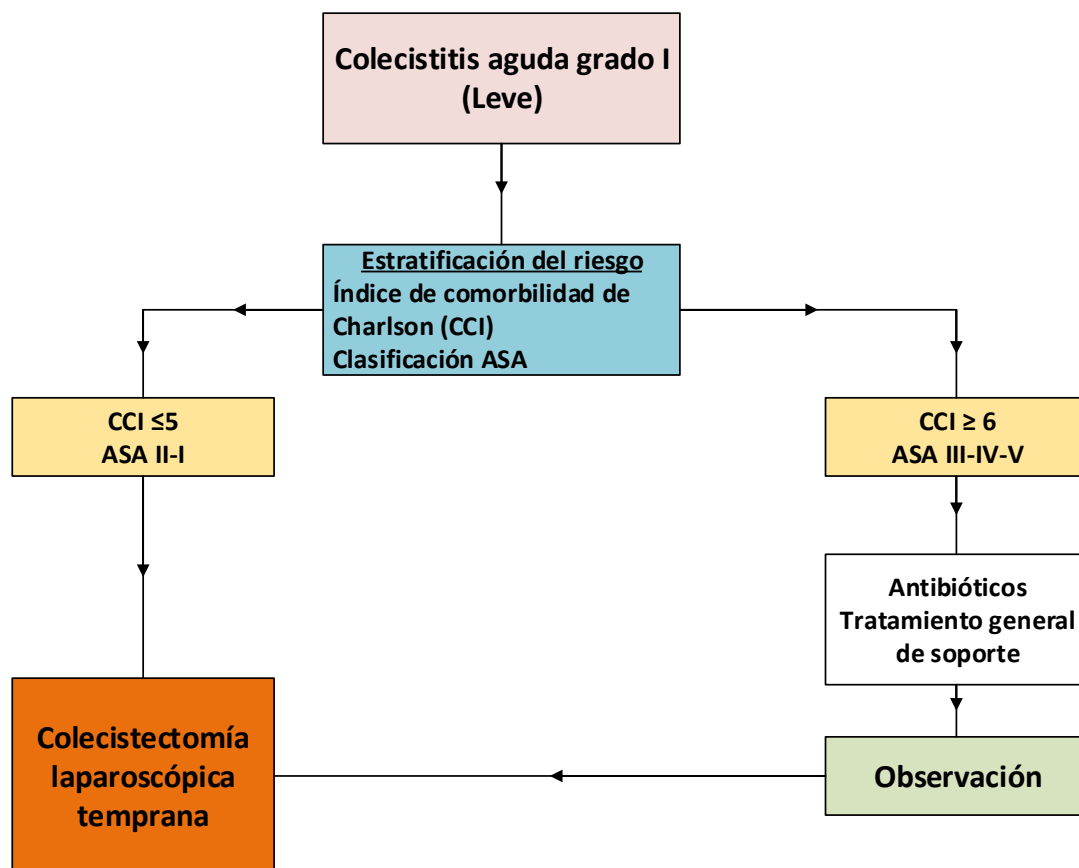 Colecistitis aguda grado I
(Leve)
Estratificación del riesgo
Índice de comorbilidad de
Charlson (CCI)
Clasificación ASA
CCI ≤5
ASA II-I
CCI ≥ 6
ASA III-IV-V
Antibióticos
Tratamiento general
de soporte
Colecistectomía
laparoscópica
temprana
Observación